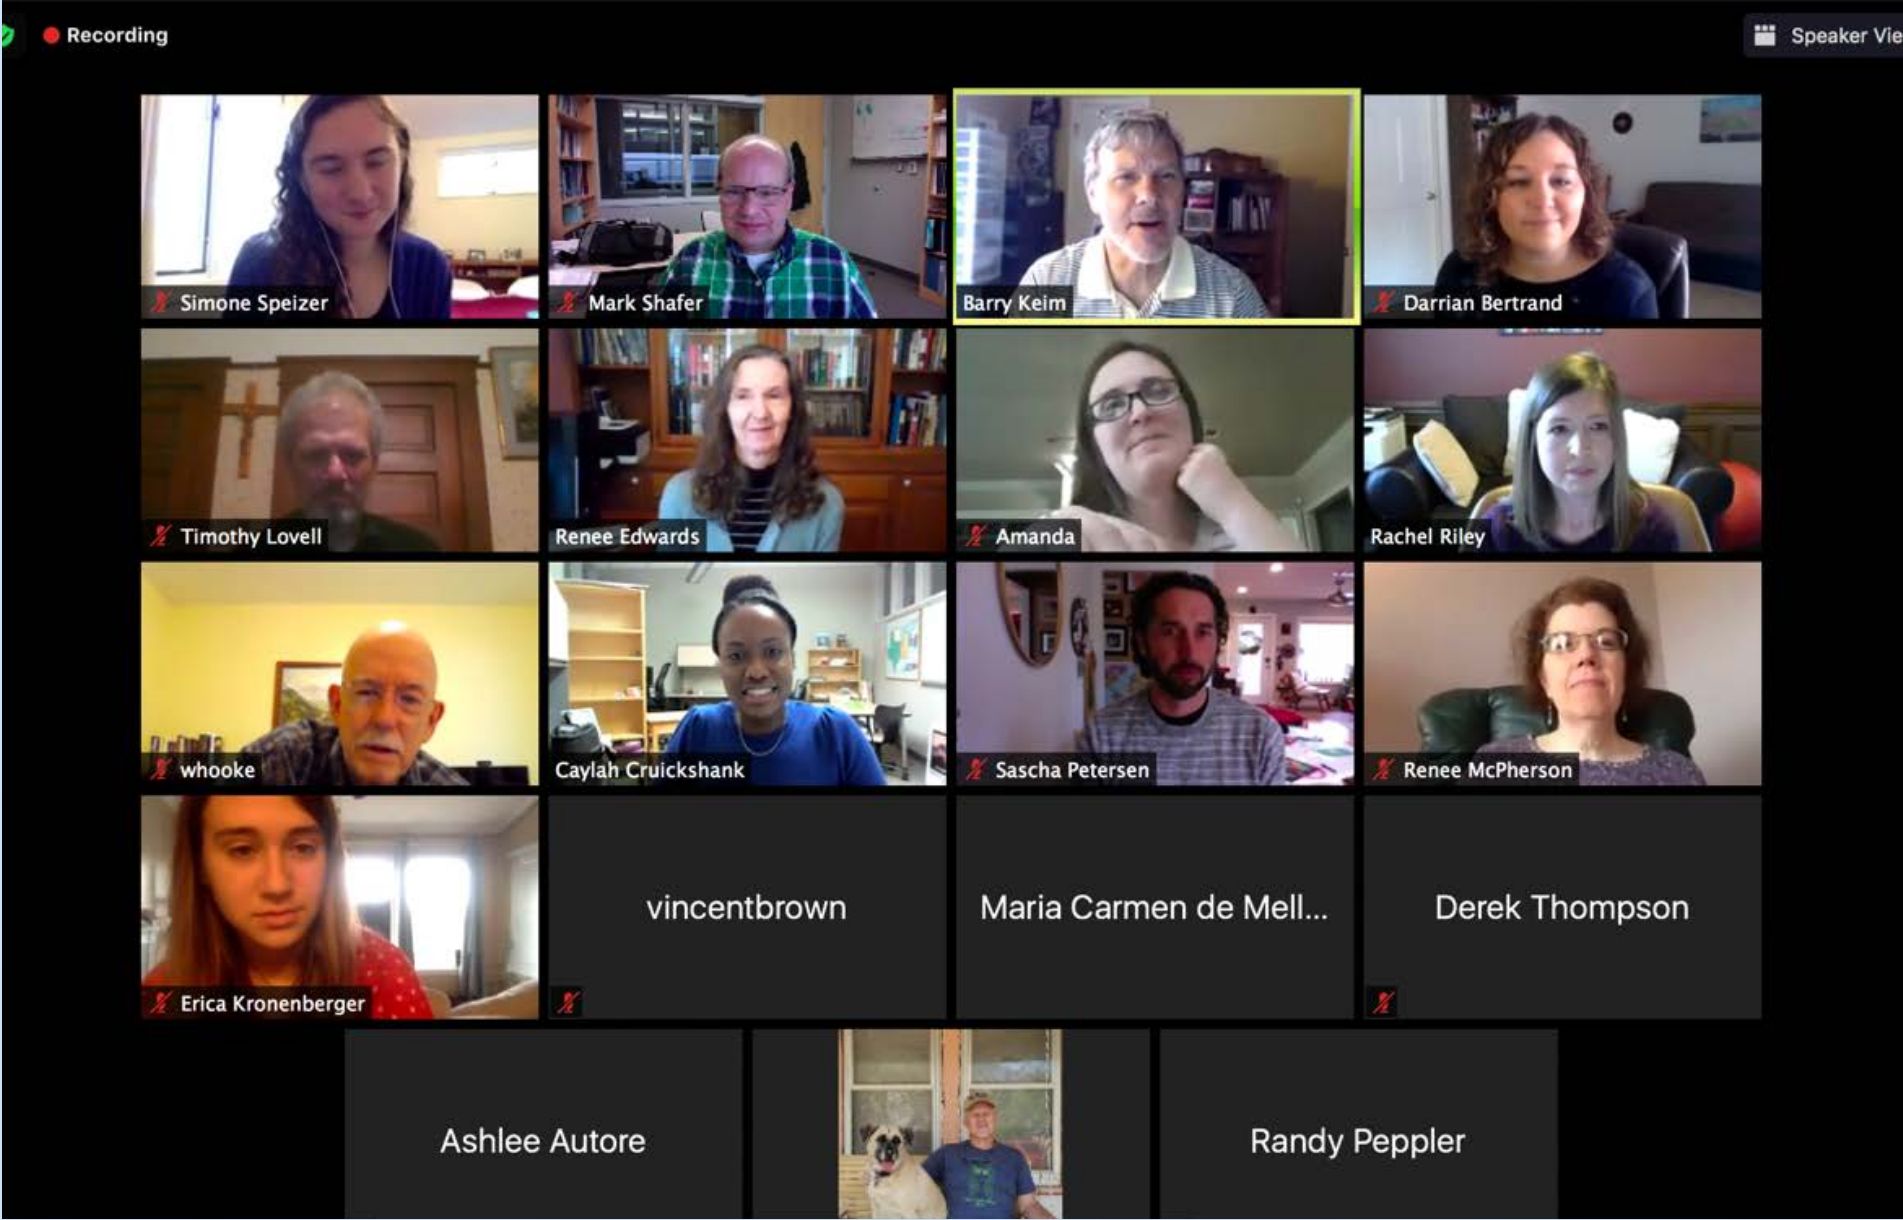 Recording
Speaker Vie
Simone Speizer
Mark Shafer
Barry Keim
Darrian Bertrand
Timothy Lovell
Renee Edwards
Amanda
Rachel Riley
whooke
Caylah Cruickshank
Sascha Petersen
Renee McPherson
Erica Kronenberger
vincentbrown
Maria Carmen de Mell...
Derek Thompson
Ashlee Autore
Randy Peppler